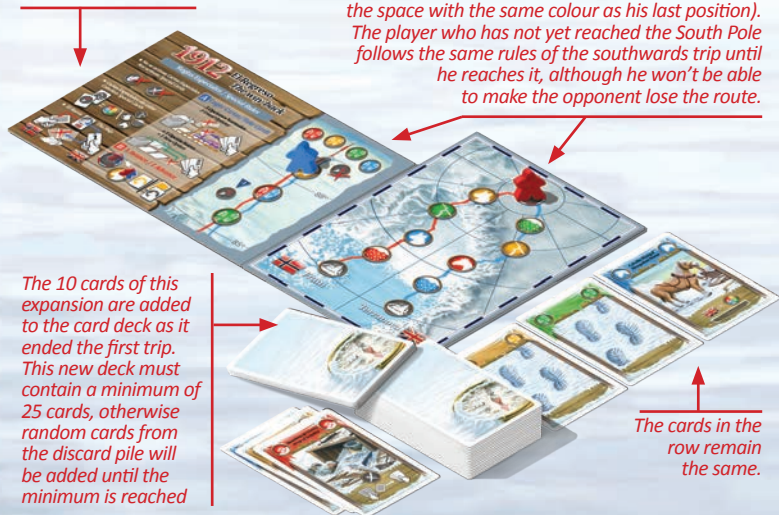 the space with the same colour as his last position).
The player who has not yet reached the South Pole
follows the same rules of the southwards trip until
he reaches it, although he won't be able
to make the opponent lose the route.
1912
The 10 cards of this
expansion are added
to the card deck as it
ended the first trip.
This new deck must
contain a minimum of
25 cards, otherwise
random cards from
the discard pile will
be added until the
minimum is reached
The cards in the
row remain
the same.